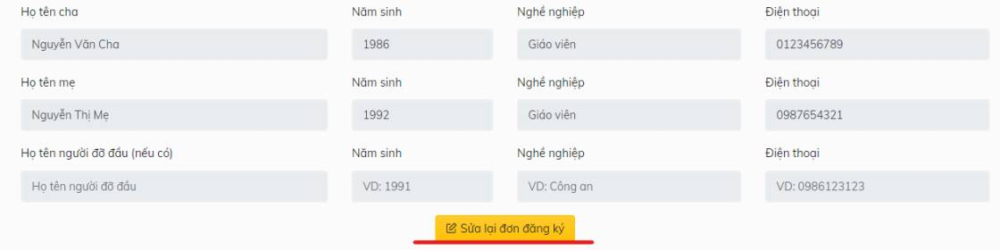 Họ tên cha Năm sinh Nghề nghiệp Điện thoại
Nguyễn Văn Cha 1986 Giáo viên 0123456789
Họ tên mẹ Năm sinh Nghề nghiệp Điện thoại
Nguyễn Thị Mẹ 1992 Giáo viên 0987654321
Họ tên người đỡ đầu (nếu có) Năm sinh Nghề nghiệp Điện thoại
Họ tên người đỡ đầu VD: 1991 VD: Công an VD: 0986123123
Sửa lại đơn đăng ký